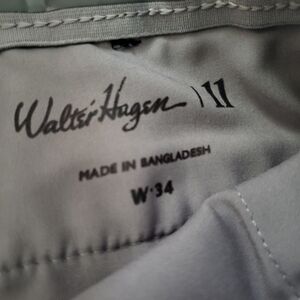 Walter Hagen ) 11
MADE IN BANGLADESH
W·34